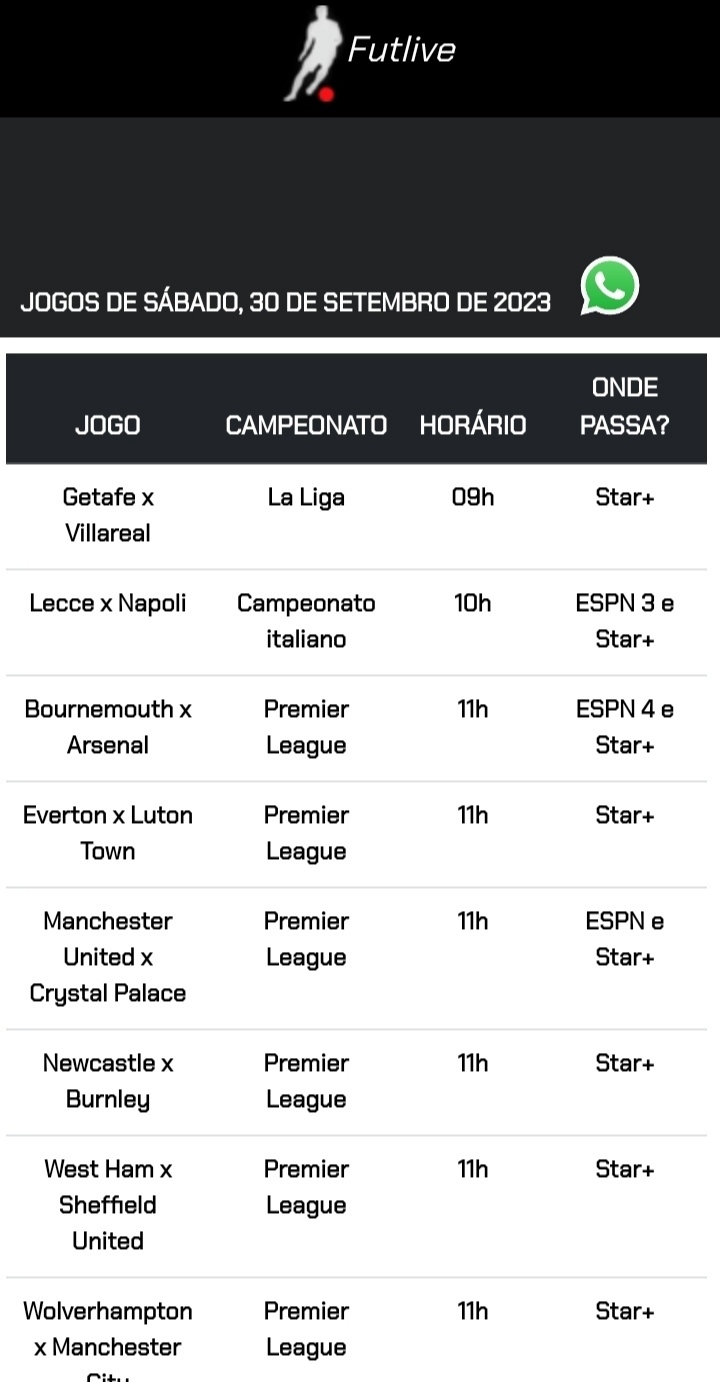 Futlive
JOGOS DE SÁBADO, 30 DE SETEMBRO DE 2023
ONDE
JOGO CAMPEONATO HORÁRIO PASSA?
Getafe x La Liga 09h Star+
Villareal
Lecce x Napoli Campeonato 10h ESPN 3 e
italiano Star+
Bournemouth x Premier 11h ESPN 4 e
Arsenal League Star+
Everton x Luton Premier 11h Star+
Town League
Manchester Premier 11h ESPN e
United x League Star+
Crystal Palace
Newcastle x Premier 11h Star+
Burnley League
West Ham x Premier 11h Star+
Sheffield League
United
Wolverhampton Premier 11h Star+
x Manchester League
City